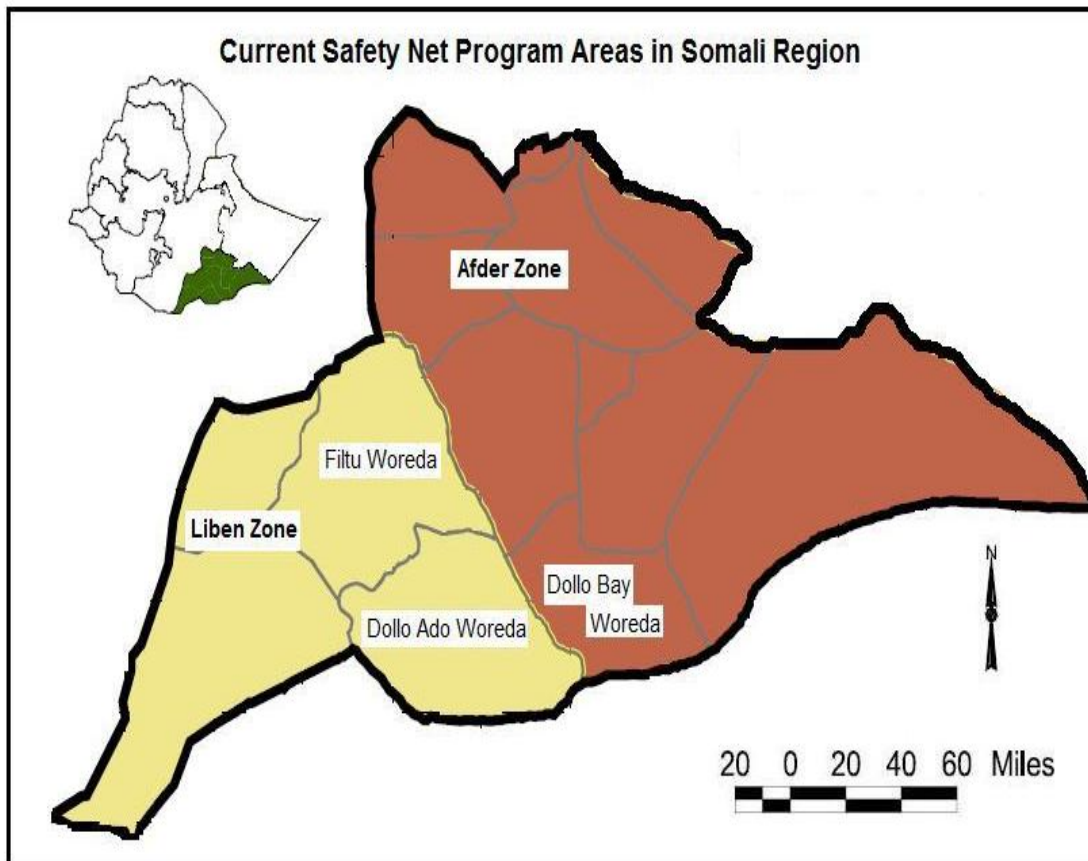 Current Safety Net Program Areas in Somali Region
Afder Zone
Filtu Woreda
Liben Zone
Dollo Bay
Woreda
Dollo Ado Woreda
N
20 0 20 40 60 Miles